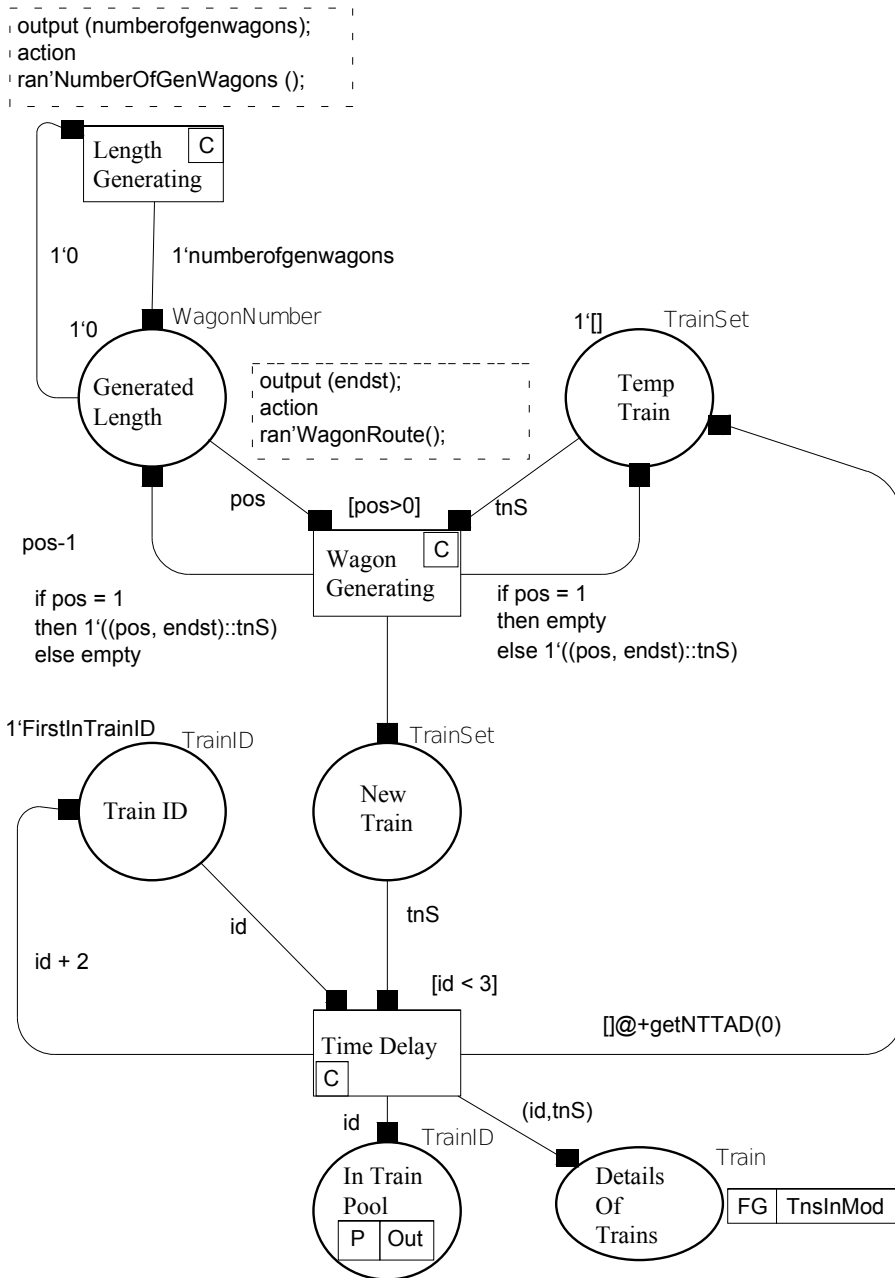 output (numberofgenwagons);
action
ran’NumberOfGenWagons ();
Length
Generating
C
1‘0
1‘numberofgenwagons
1‘0
WagonNumber
Generated
Length
output (endst);
action
ran’WagonRoute();
1‘[]
TrainSet
Temp
Train
pos
[pos>0]
tnS
pos-1
C
Wagon
Generating
if pos = 1
then 1‘((pos, endst)::tnS)
else empty
if pos = 1
then empty
else 1‘((pos, endst)::tnS)
1‘FirstInTrainID
TrainID
Train ID
TrainSet
New
Train
id
tnS
id + 2
[id < 3]
[]@+getNTTAD(0)
Time Delay
C
id
(id,tnS)
TrainID
In Train
Pool
P Out
Train
Details
Of
Trains
FG TnsInMod